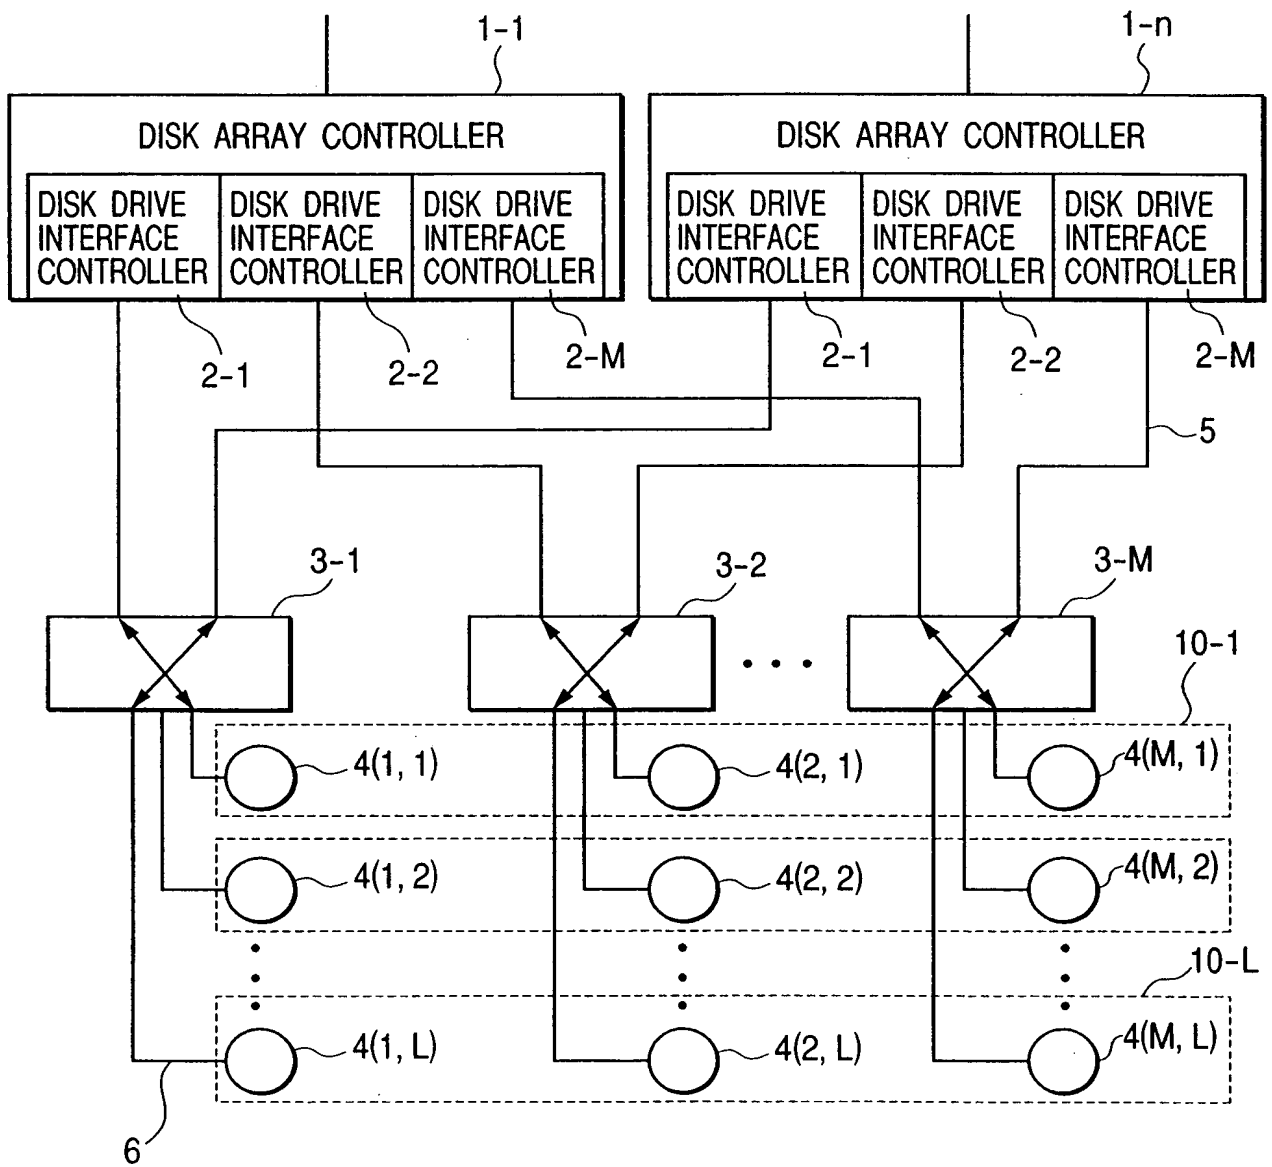 1-1
1-n
DISK ARRAY CONTROLLER
DISK ARRAY CONTROLLER
DISK DRIVE
INTERFACE
CONTROLLER
DISK DRIVE
INTERFACE
CONTROLLER
DISK DRIVE
INTERFACE
CONTROLLER
DISK DRIVE
INTERFACE
CONTROLLER
DISK DRIVE
INTERFACE
CONTROLLER
DISK DRIVE
INTERFACE
CONTROLLER
2-1
2-2
2-M
2-1
2-2
2-M
5
3-1
3-2
3-M
10-1
4(1, 1)
4(2, 1)
4(M, 1)
4(1, 2)
4(2, 2)
4(M, 2)
10-L
4(1, L)
4(2, L)
4(M, L)
6